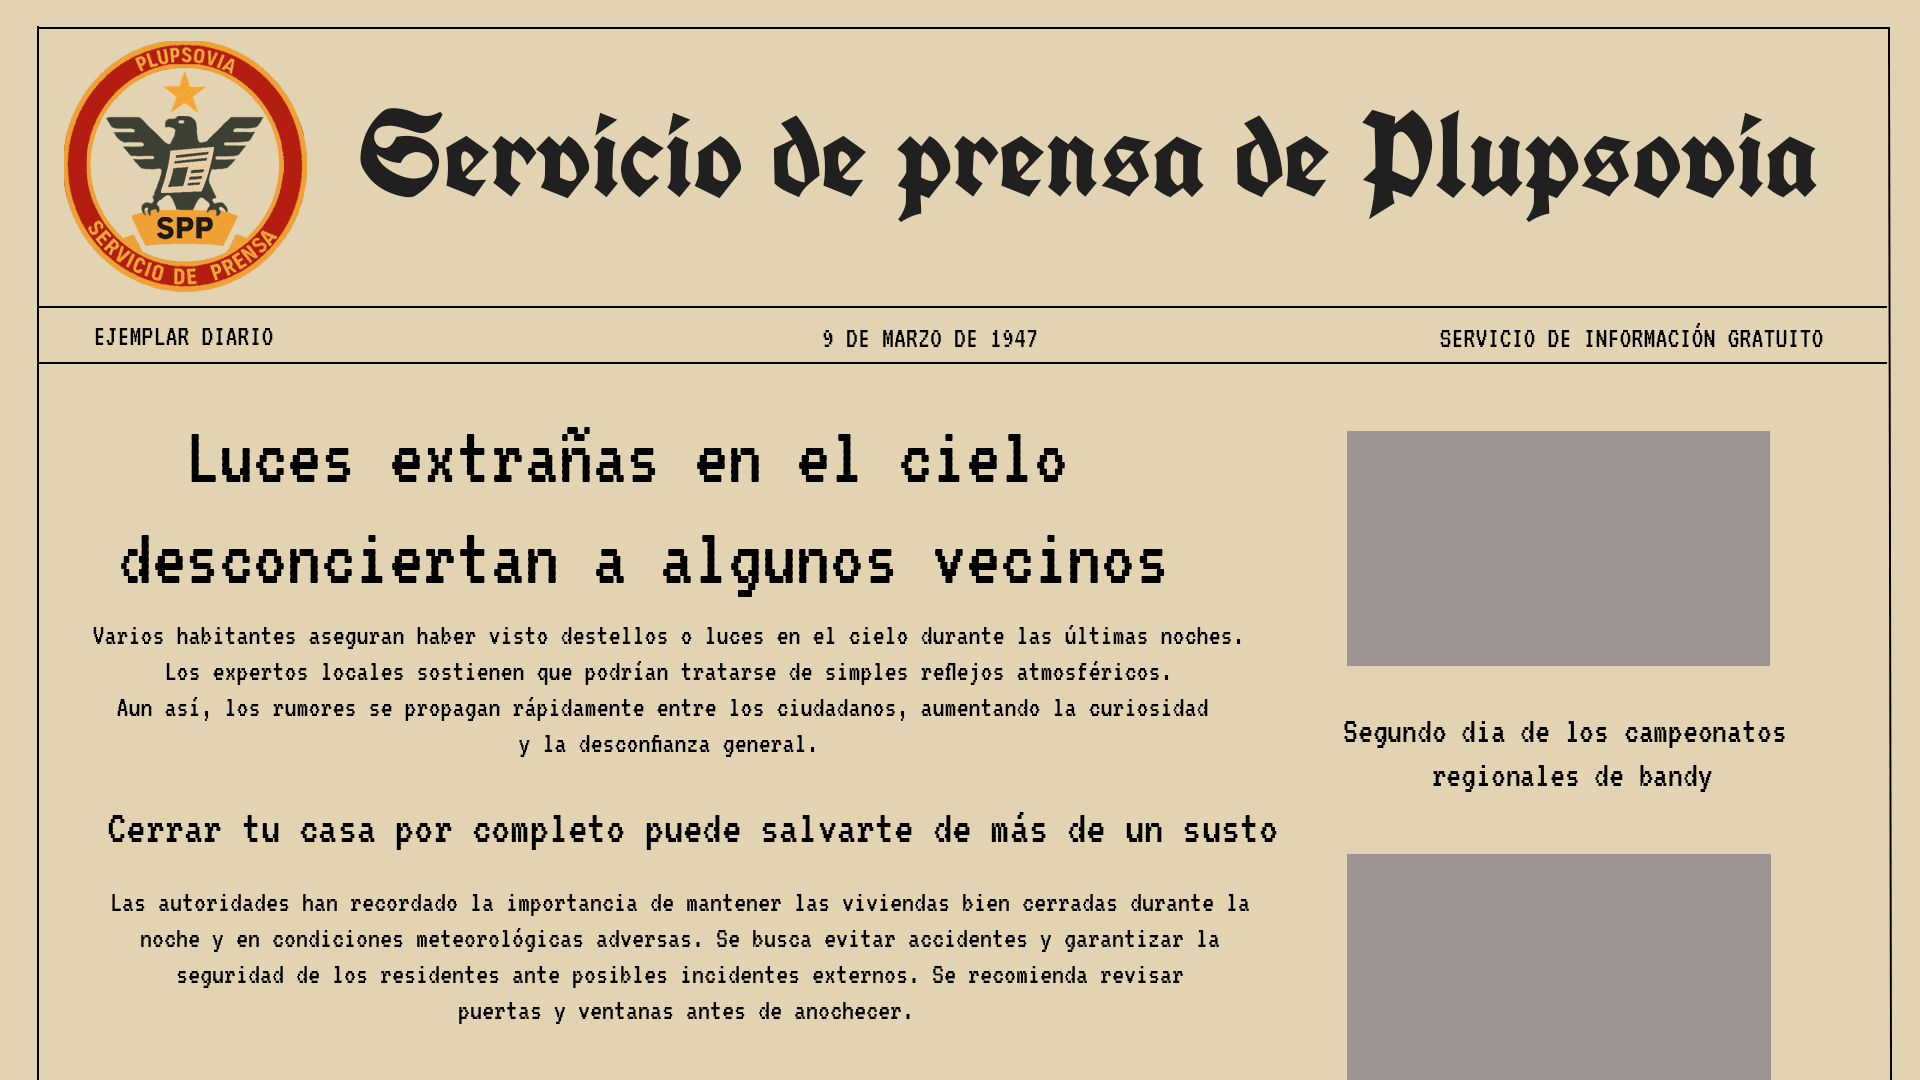 PLUPSOVIA
SPP
SERVICIO DE PRENSA
Servicio de prensa de Plupsovia
EJEMPLAR DIARIO
9 DE MARZO DE 1947
SERVICIO DE INFORMACIÓN GRATUITO
Luces extrañas en el cielo
desconciertan a algunos vecinos
Varios habitantes aseguran haber visto destellos o luces en el cielo durante las últimas noches.
Los expertos locales sostienen que podrían tratarse de simples reflejos atmosféricos.
Aun así, los rumores se propagan rápidamente entre los ciudadanos, aumentando la curiosidad
y la desconfianza general.
Cerrar tu casa por completo puede salvarte de más de un susto
Las autoridades han recordado la importancia de mantener las viviendas bien cerradas durante la
noche y en condiciones meteorológicas adversas. Se busca evitar accidentes y garantizar la
seguridad de los residentes ante posibles incidentes externos. Se recomienda revisar
puertas y ventanas antes de anochecer.
Segundo dia de los campeonatos
regionales de bandy